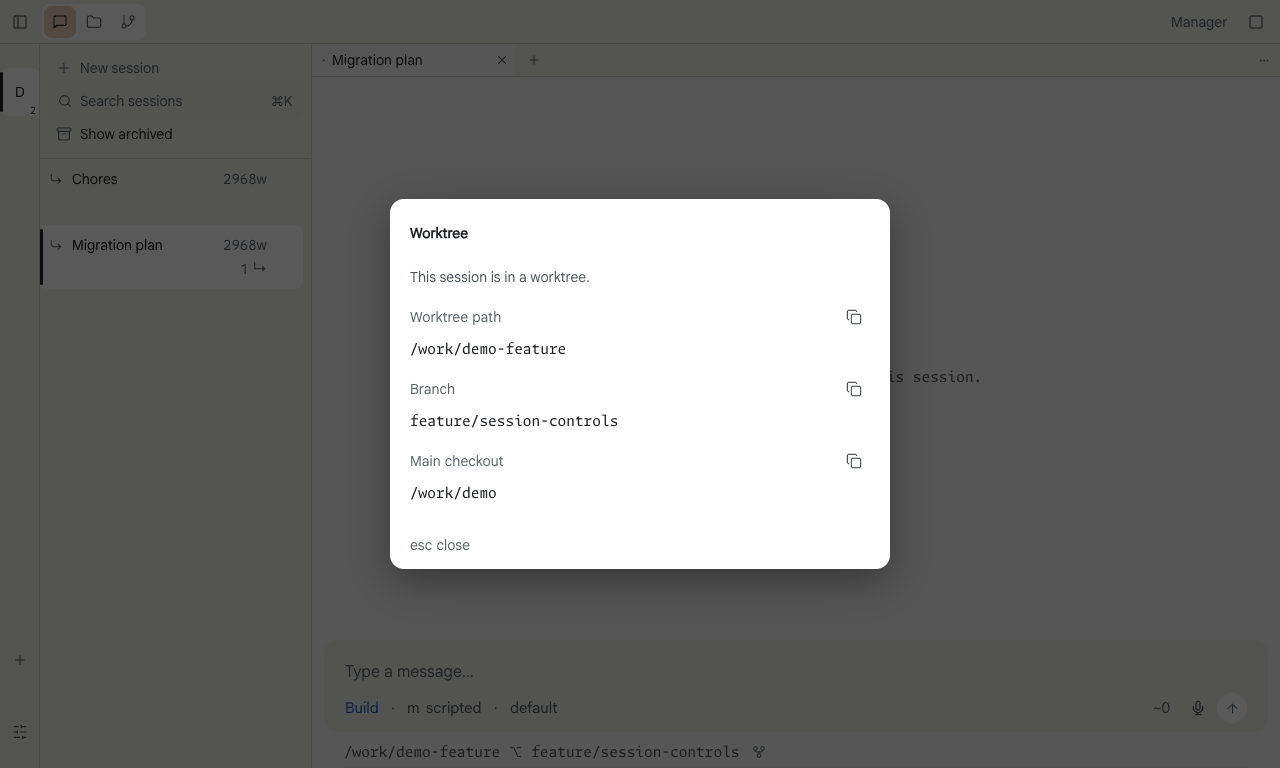 Manager
D
2
New session
Search sessions ⌘K
Show archived
Chores 2968w
Migration plan 2968w
1
· Migration plan
is session.
Worktree
This session is in a worktree.
Worktree path
/work/demo-feature
Branch
feature/session-controls
Main checkout
/work/demo
esc close
Type a message...
Build · m scripted · default
~0
/work/demo-feature ⌥ feature/session-controls